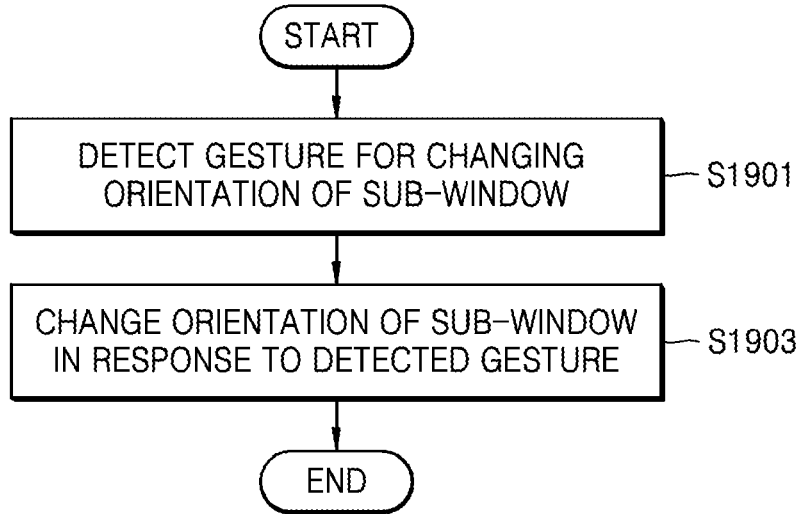 START
DETECT GESTURE FOR CHANGING
ORIENTATION OF SUB-WINDOW
S1901
CHANGE ORIENTATION OF SUB-WINDOW
IN RESPONSE TO DETECTED GESTURE
S1903
END